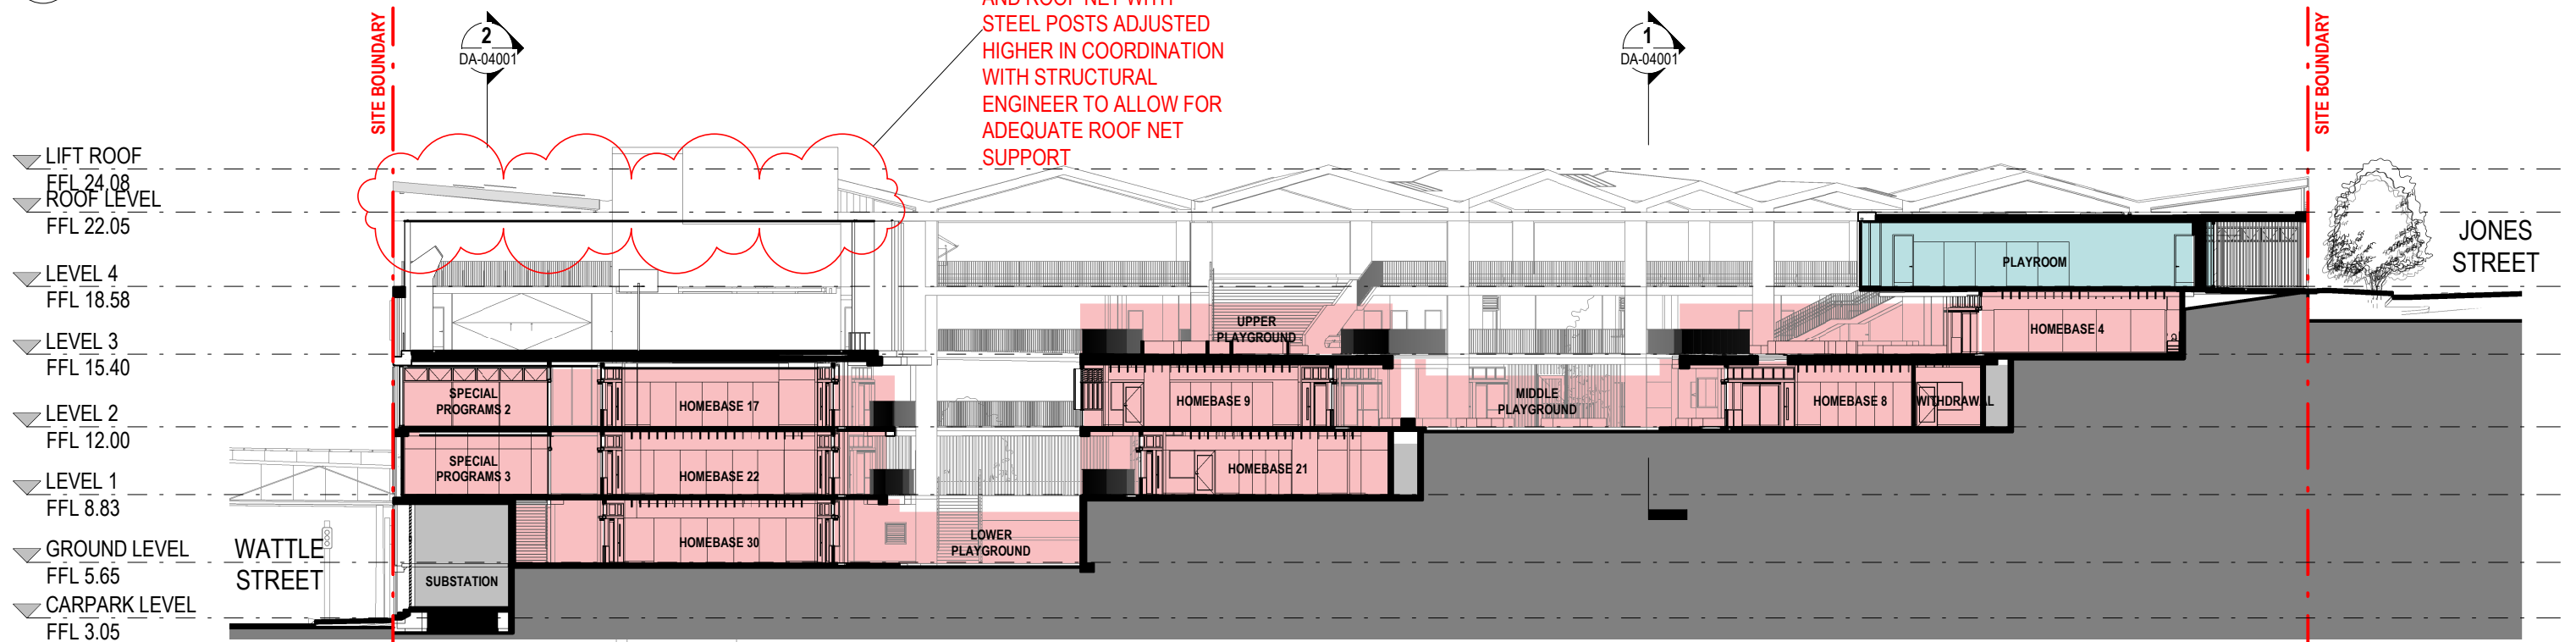 AND ROOF NET WITH
STEEL POSTS ADJUSTED
HIGHER IN COORDINATION
WITH STRUCTURAL
ENGINEER TO ALLOW FOR
ADEQUATE ROOF NET
SUPPORT
SITE BOUNDARY
2
DA-04001
1
DA-04001
SITE BOUNDARY
LIFT ROOF
FFL 24.08
ROOF LEVEL
FFL 22.05
LEVEL 4
FFL 18.58
LEVEL 3
FFL 15.40
LEVEL 2
FFL 12.00
LEVEL 1
FFL 8.83
GROUND LEVEL
FFL 5.65
CARPARK LEVEL
FFL 3.05
WATTLE
STREET
JONES
STREET
PLAYROOM
UPPER
PLAYGROUND
HOMEBASE 4
SPECIAL
PROGRAMS 2
HOMEBASE 17
HOMEBASE 9
MIDDLE
PLAYGROUND
HOMEBASE 8
WITHDRAWAL
SPECIAL
PROGRAMS 3
HOMEBASE 22
HOMEBASE 21
HOMEBASE 30
LOWER
PLAYGROUND
SUBSTATION